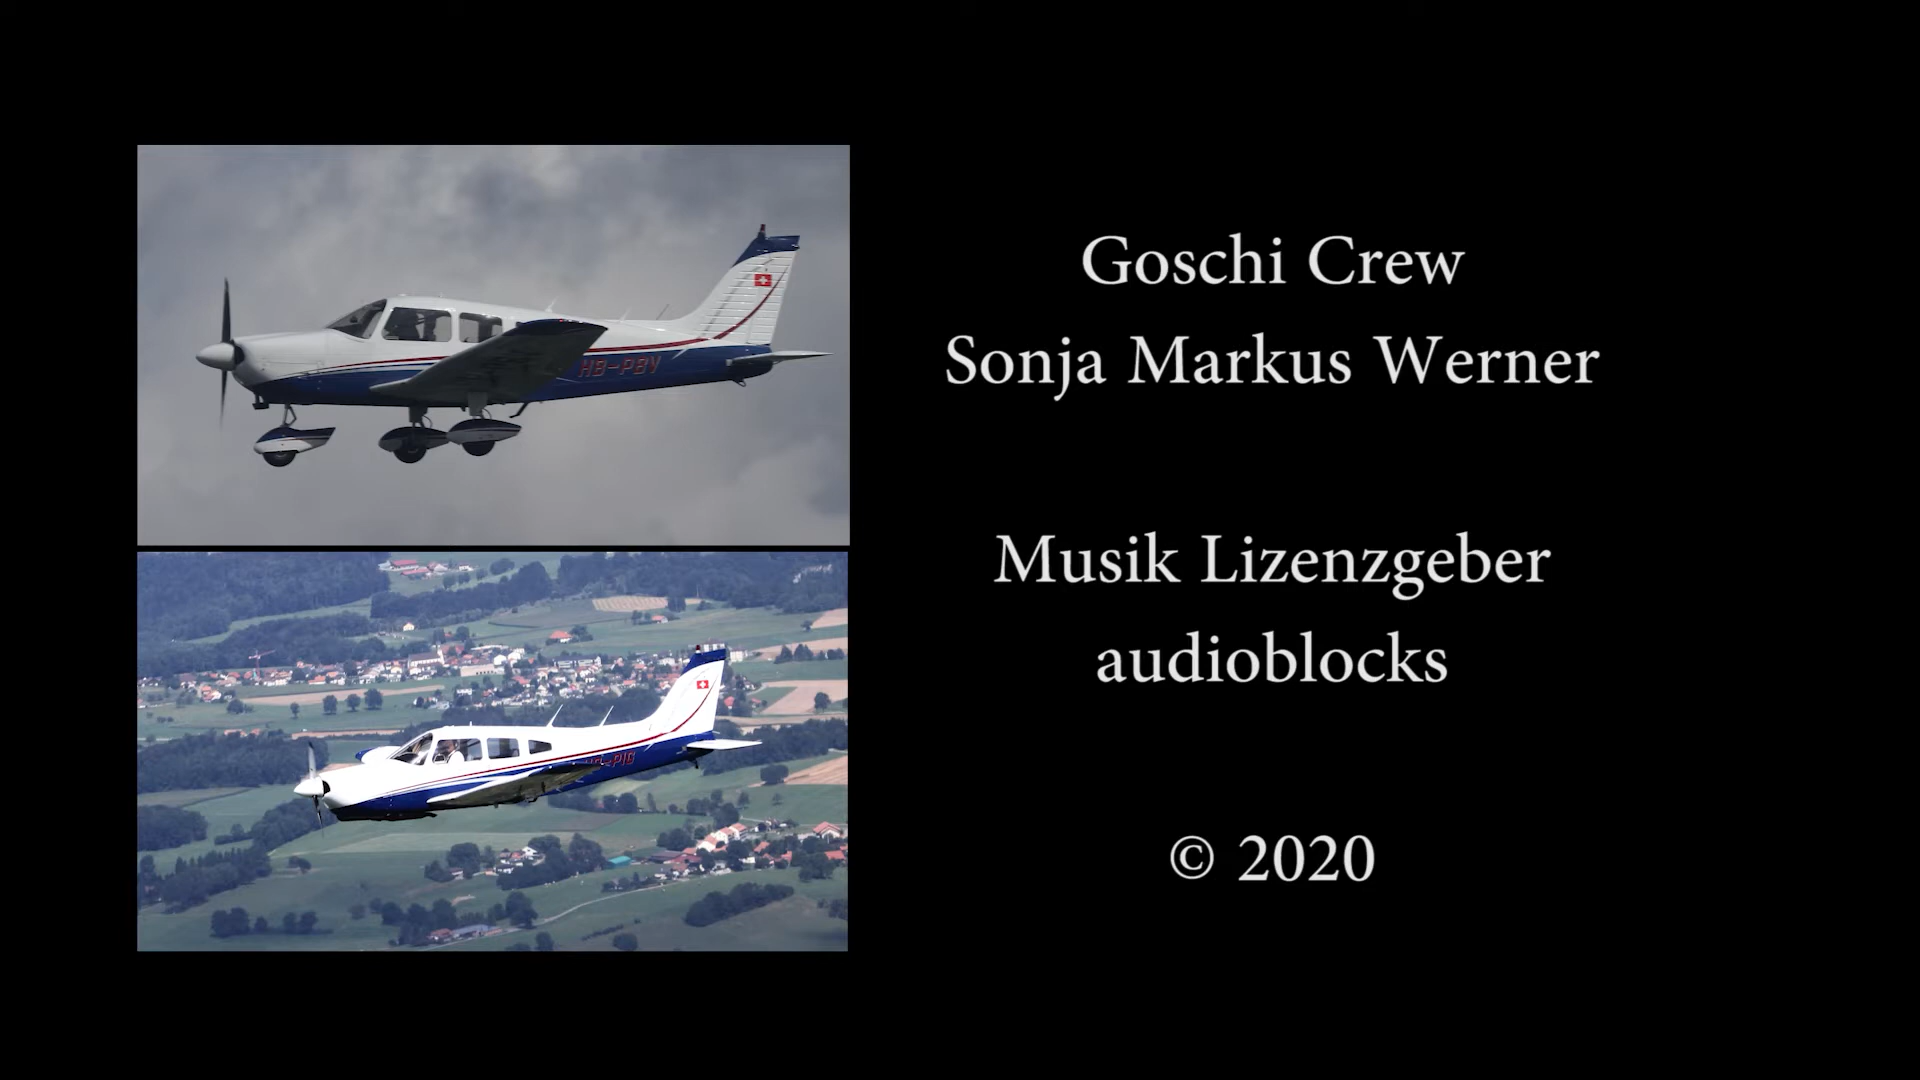 HB-PBV
Goschi Crew
Sonja Markus Werner
Musik Lizenzgeber
audioblocks
© 2020